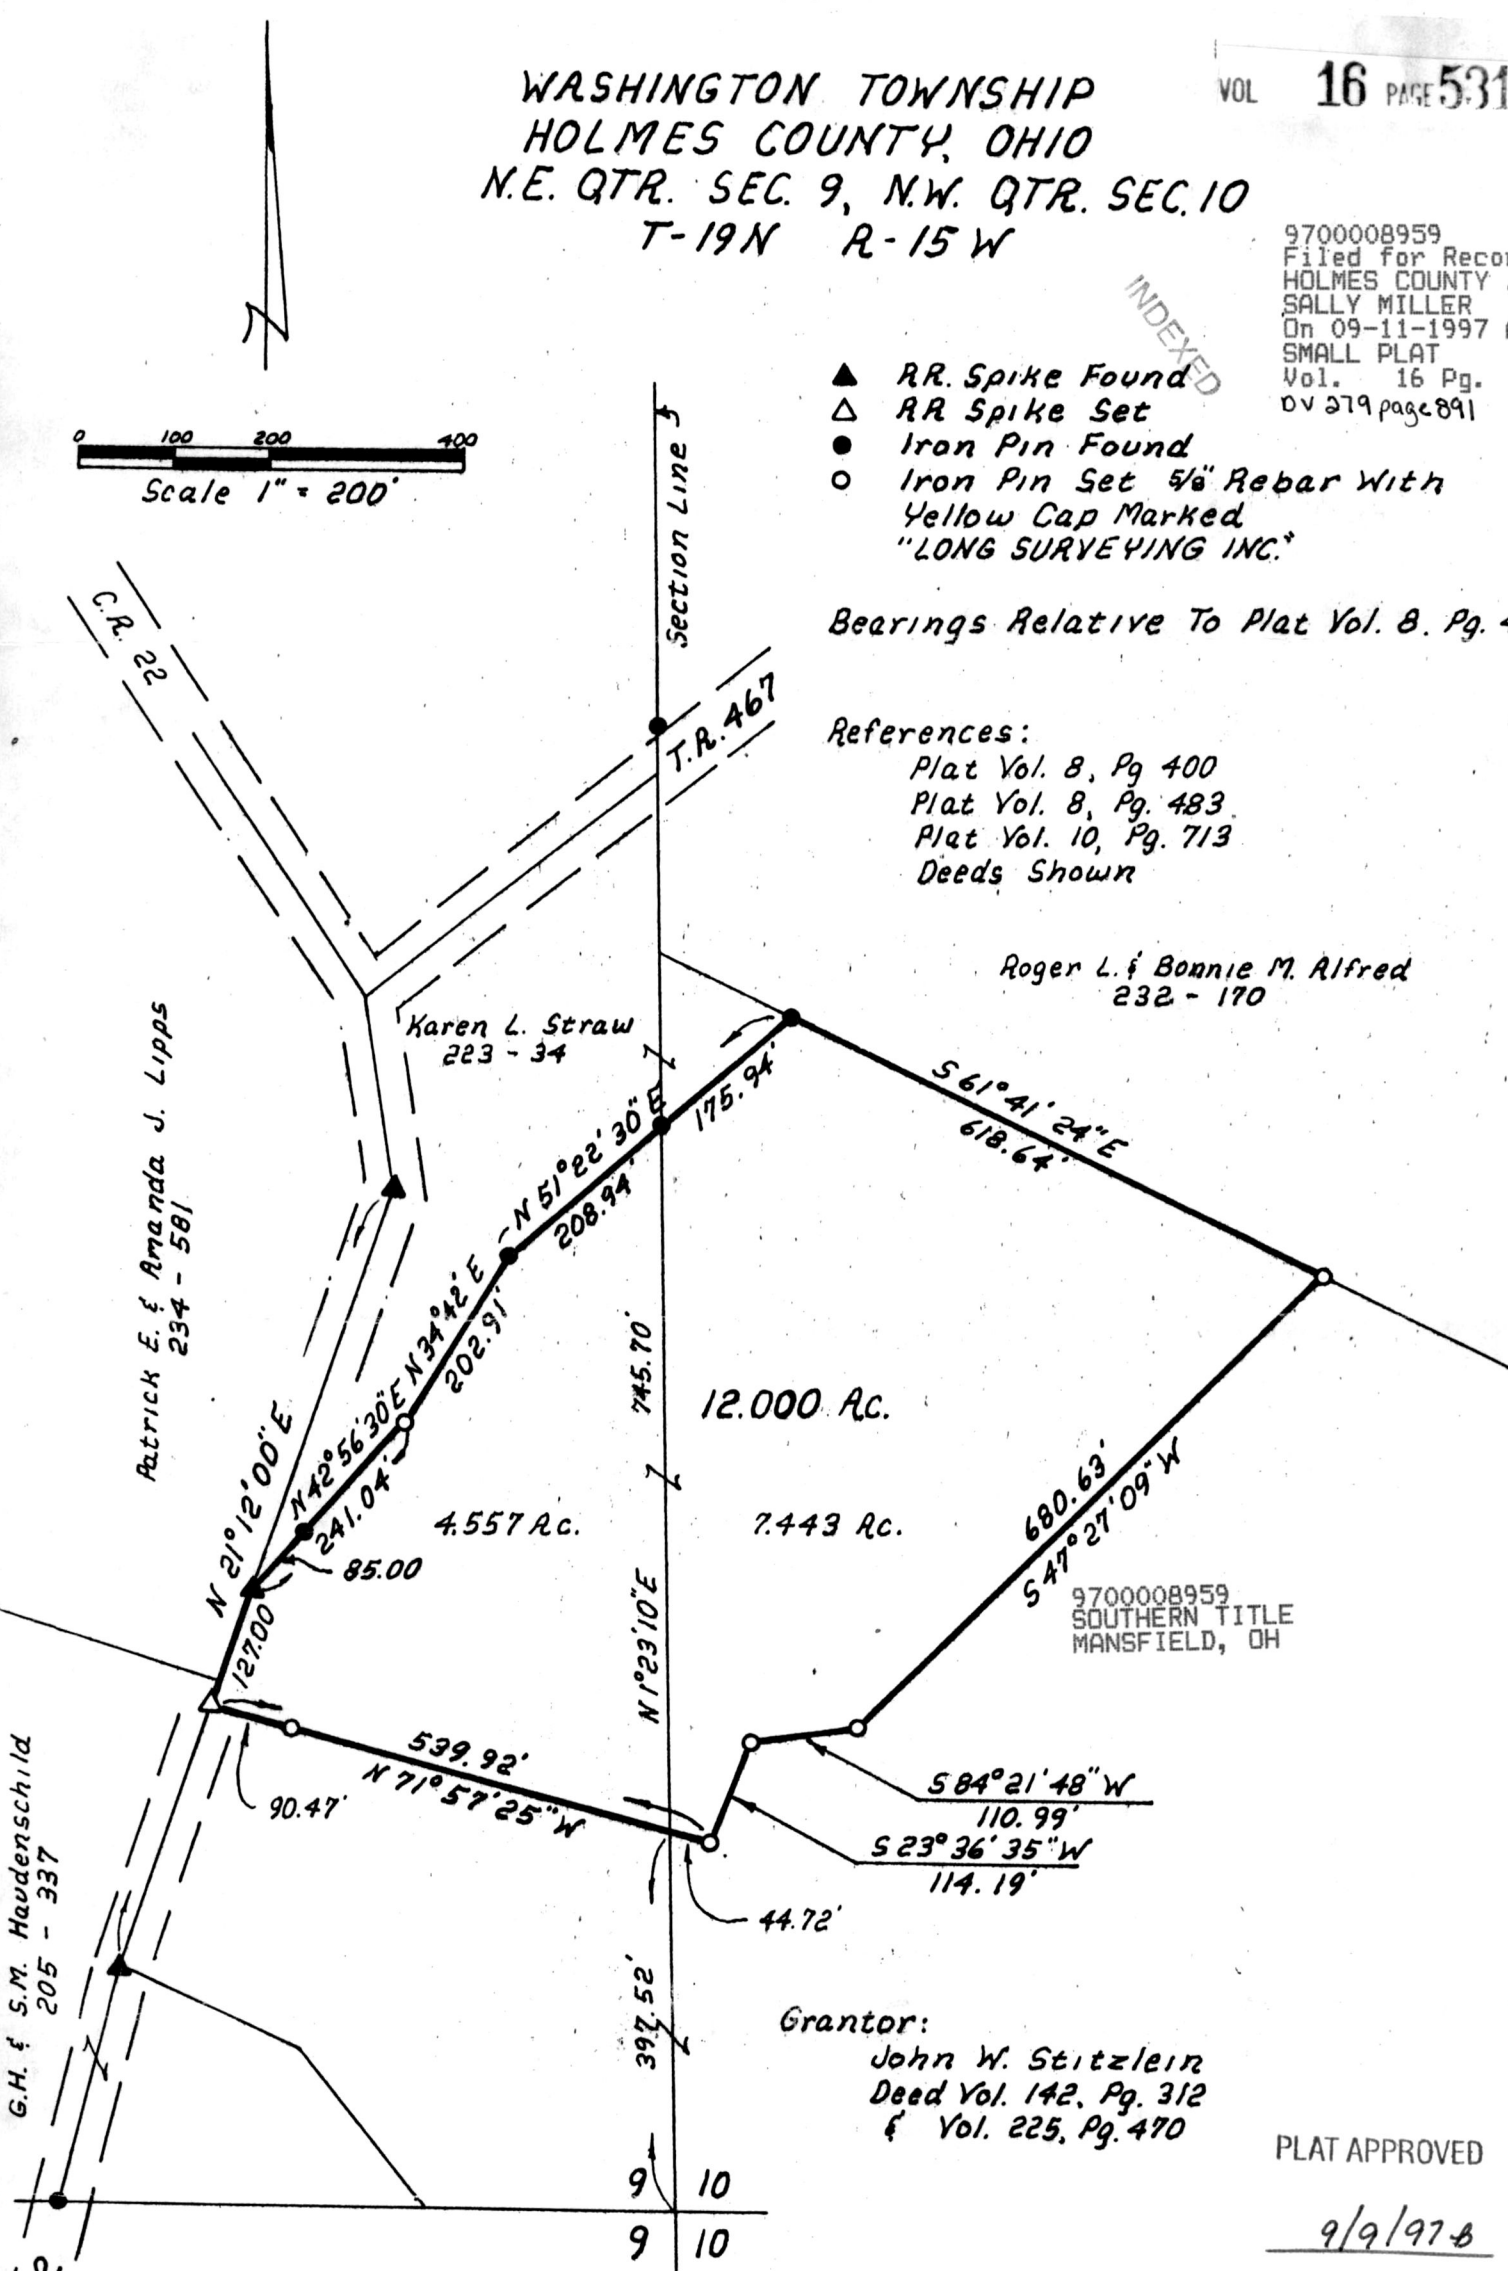 WASHINGTON TOWNSHIP
HOLMES COUNTY, OHIO
N.E. QTR. SEC. 9, N.W. QTR. SEC. 10
T-19N R-15W
VOL 16 PAGE 531
9700008959
Filed for
HOLMES COUNTY
SALLY MILLER
On 09-11-1997
SMALL PLAT
Vol. 16 Pg.
DV 279 page 891
INDEXED
▲ RR. Spike Found
△ RR Spike Set
● Iron Pin Found
○ Iron Pin Set 5/8" Rebar With
Yellow Cap Marked
"LONG SURVEYING INC."
0 100 200 400
Scale 1" = 200'
Section Line
Bearings Relative To Plat Vol. 8. Pg.
C.R. 22
T.R. 467
References:
Plat Vol. 8, Pg 400
Plat Vol. 8, Pg. 483
Plat Vol. 10, Pg. 713
Deeds Shown
Roger L. & Bonnie M. Alfred
232 - 170
Karen L. Straw
223 - 34
Patrick E. & Amanda J. Lipps
234 - 581
S 61° 41' 24" E
618.64'
175.94'
N 51° 22' 30" E
208.94'
N 34° 42' E
202.91'
N 42° 56' 30" E
241.04'
85.00
N 21° 12' 00" E
127.00
745.70'
12.000 Ac.
4.557 Ac.
7.443 Ac.
680.63'
S 47° 27' 09" W
N 1° 23' 10" E
9700008959
SOUTHERN TITLE
MANSFIELD, OH
539.92'
N 71° 57' 25" W
90.47'
S 84° 21' 48" W
110.99'
S 23° 36' 35" W
114.19'
44.72'
G.H. & S.M. Haudenschild
205 - 337
397.52'
Grantor:
John W. Stitzlein
Deed Vol. 142, Pg. 312
& Vol. 225, Pg. 470
9 10
9 10
PLAT APPROVED
9/9/97